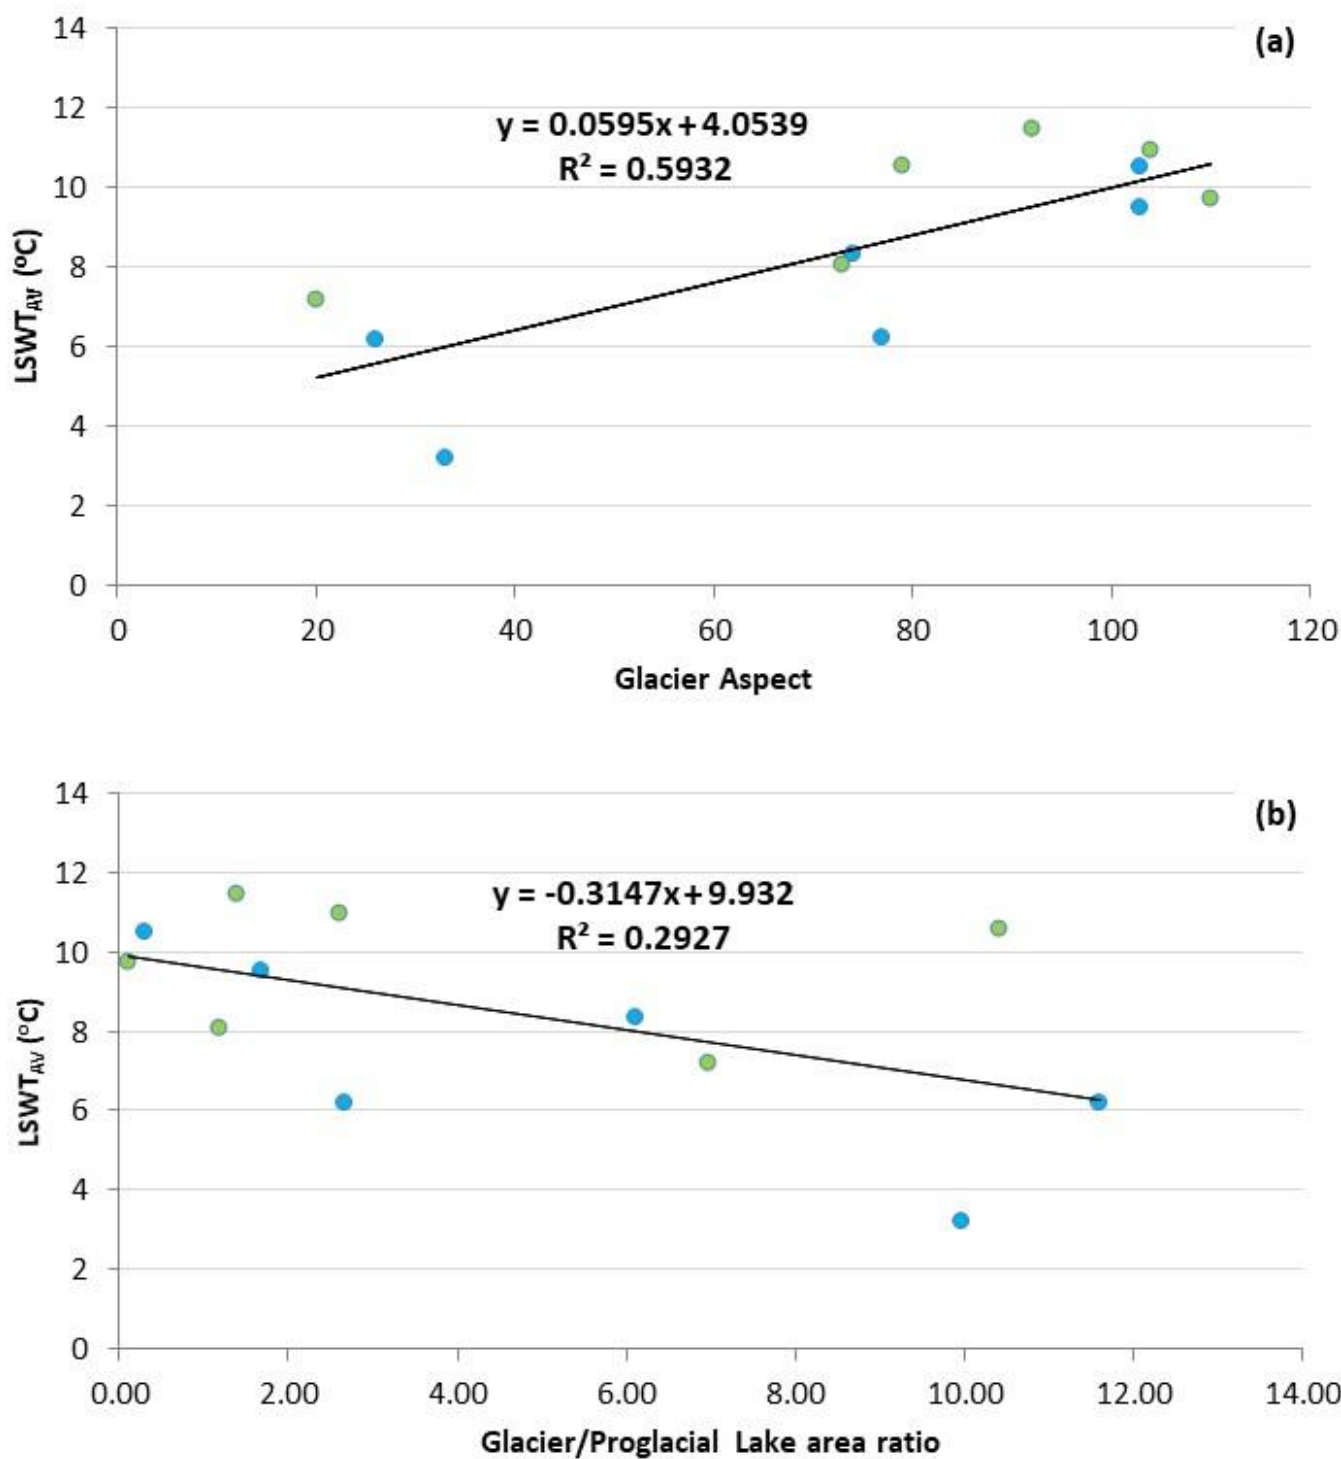 14
(a)
12
y = 0.0595x + 4.0539
R² = 0.5932
10
8
6
4
2
0
LSWT_AV (ºC)
0 20 40 60 80 100 120
Glacier Aspect
14
(b)
12
y = -0.3147x + 9.932
R² = 0.2927
10
8
6
4
2
0
LSWT_AV (°C)
0.00 2.00 4.00 6.00 8.00 10.00 12.00 14.00
Glacier/Proglacial Lake area ratio